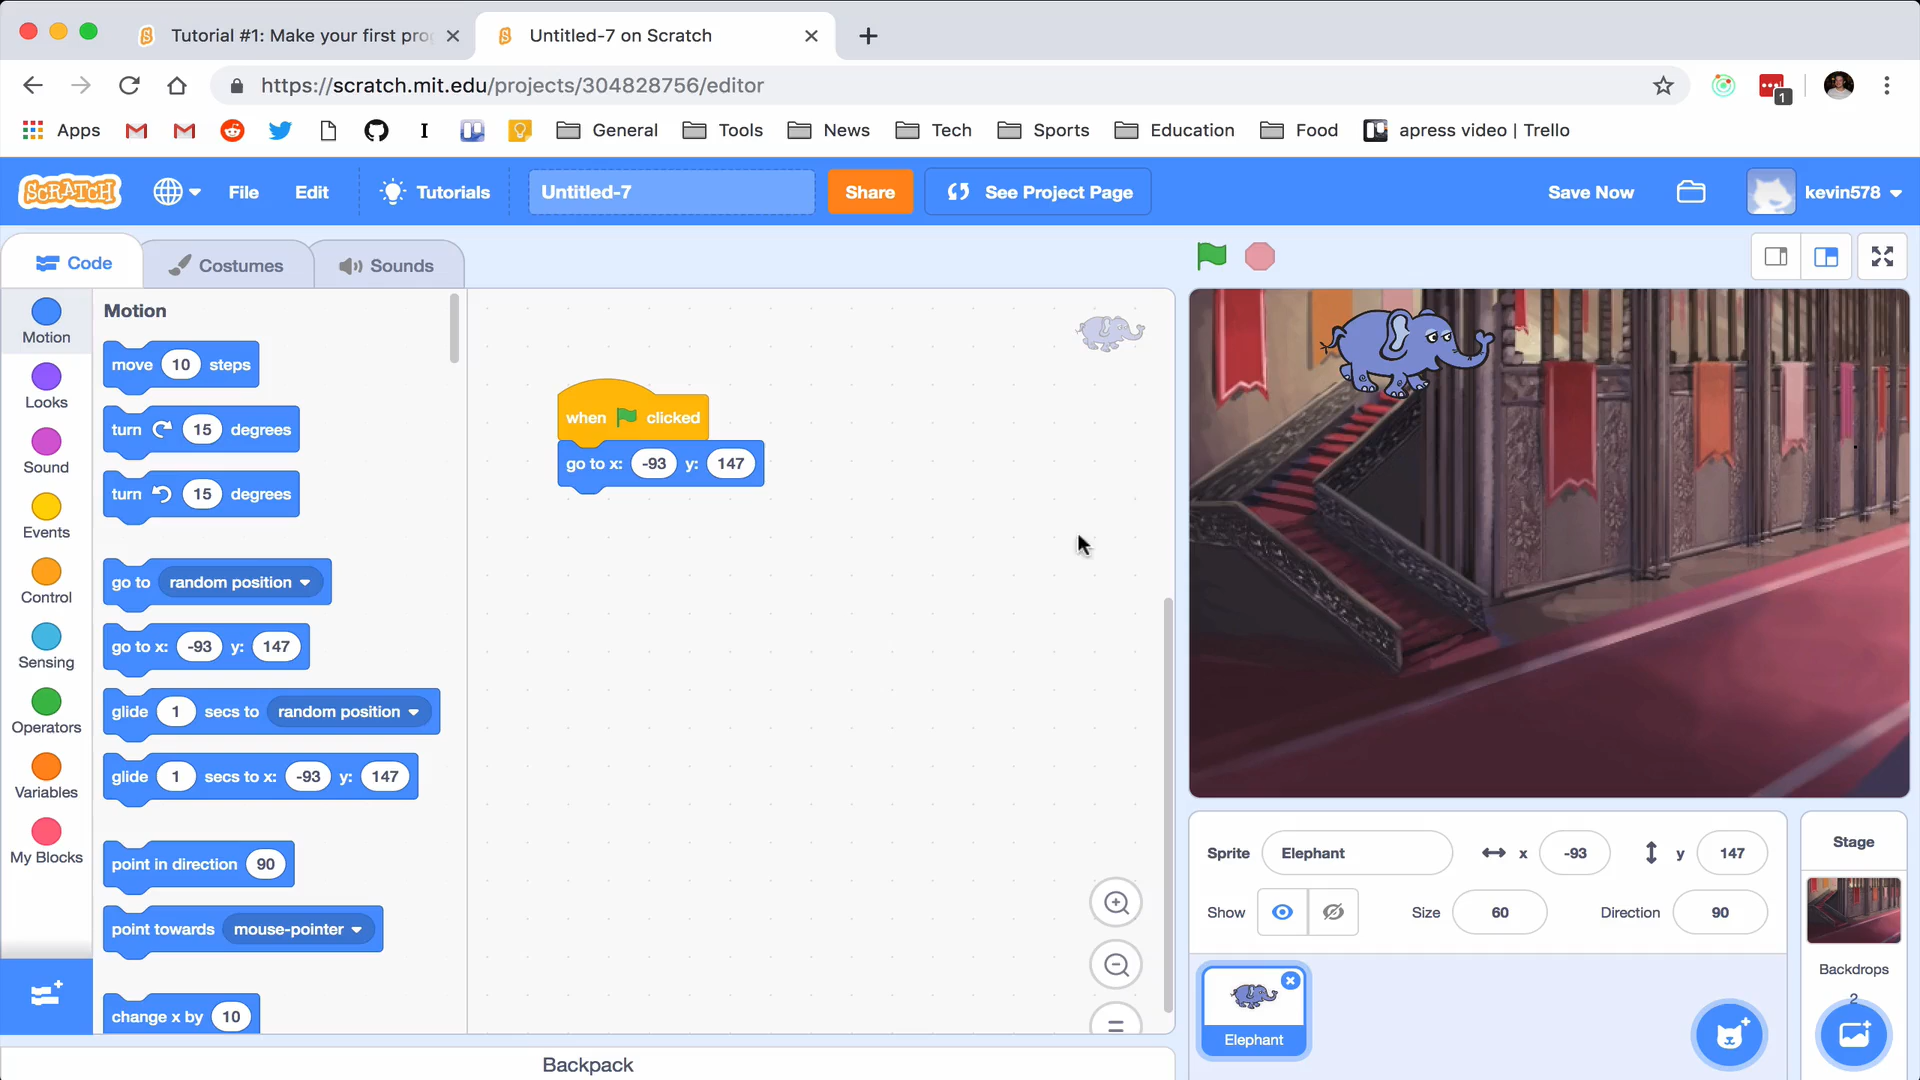 Tutorial #1: Make your first pro
Untitled-7 on Scratch
https://scratch.mit.edu/projects/304828756/editor
1
Apps
General
Tools
News
Tech
Sports
Education
Food
apress video | Trello
SCRATCH
File
Edit
Tutorials
Untitled-7
Share
See Project Page
Save Now
kevin578
Code
Costumes
Sounds
Motion
Looks
Sound
Events
Control
Sensing
Operators
Variables
My Blocks
Motion
move 10 steps
turn 15 degrees
turn 15 degrees
go to random position
go to x: -93 y: 147
glide 1 secs to random position
glide 1 secs to x: -93 y: 147
point in direction 90
point towards mouse-pointer
change x by 10
when clicked
go to x: -93 y: 147
Backpack
Sprite Elephant x -93 y 147
Show Size 60 Direction 90
Elephant
Stage
Backdrops
2